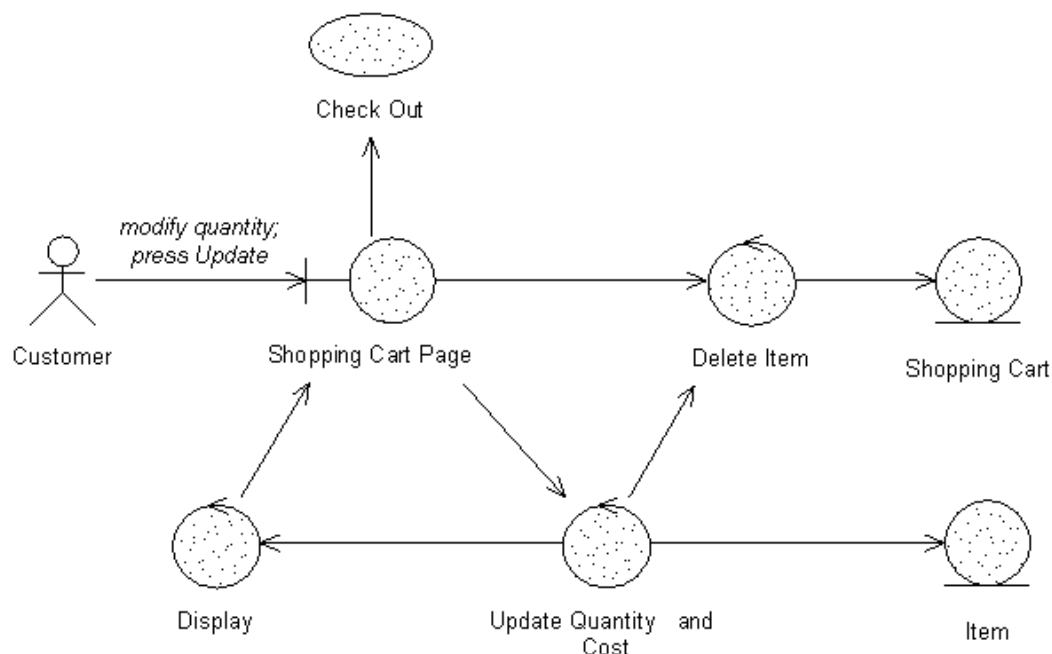 Check Out
modify quantity;
press Update
Customer
Shopping Cart Page
Delete Item
Shopping Cart
Display
Update Quantity and
Cost
Item